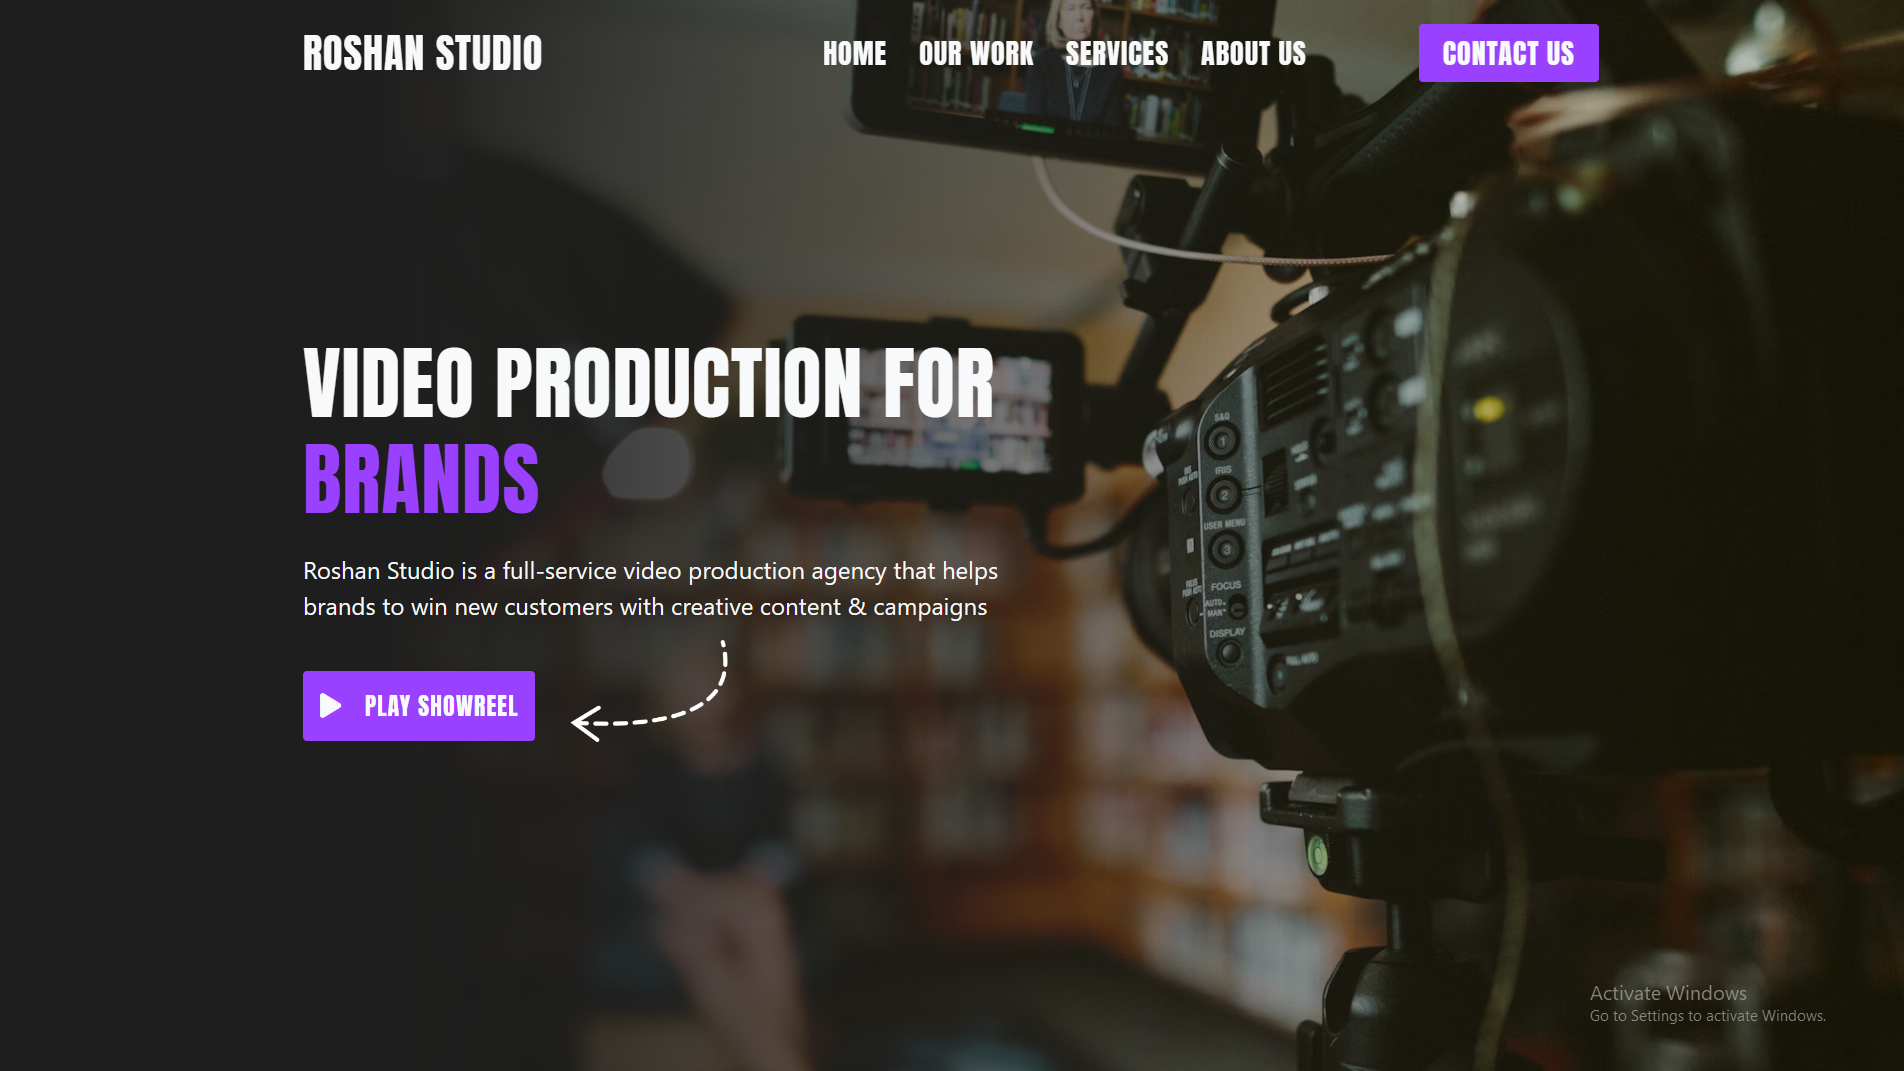 ROSHAN STUDIO
HOME OUR WORK SERVICES ABOUT US CONTACT US
VIDEO PRODUCTION FOR
BRANDS
Roshan Studio is a full-service video production agency that helps
brands to win new customers with creative content & campaigns
PLAY SHOWREEL
S&Q
1
IRIS
2
USER MENU
3
FOCUS
AUTO
MAN
DISPLAY
FULL AUTO
Activate Windows
Go to Settings to activate Windows.